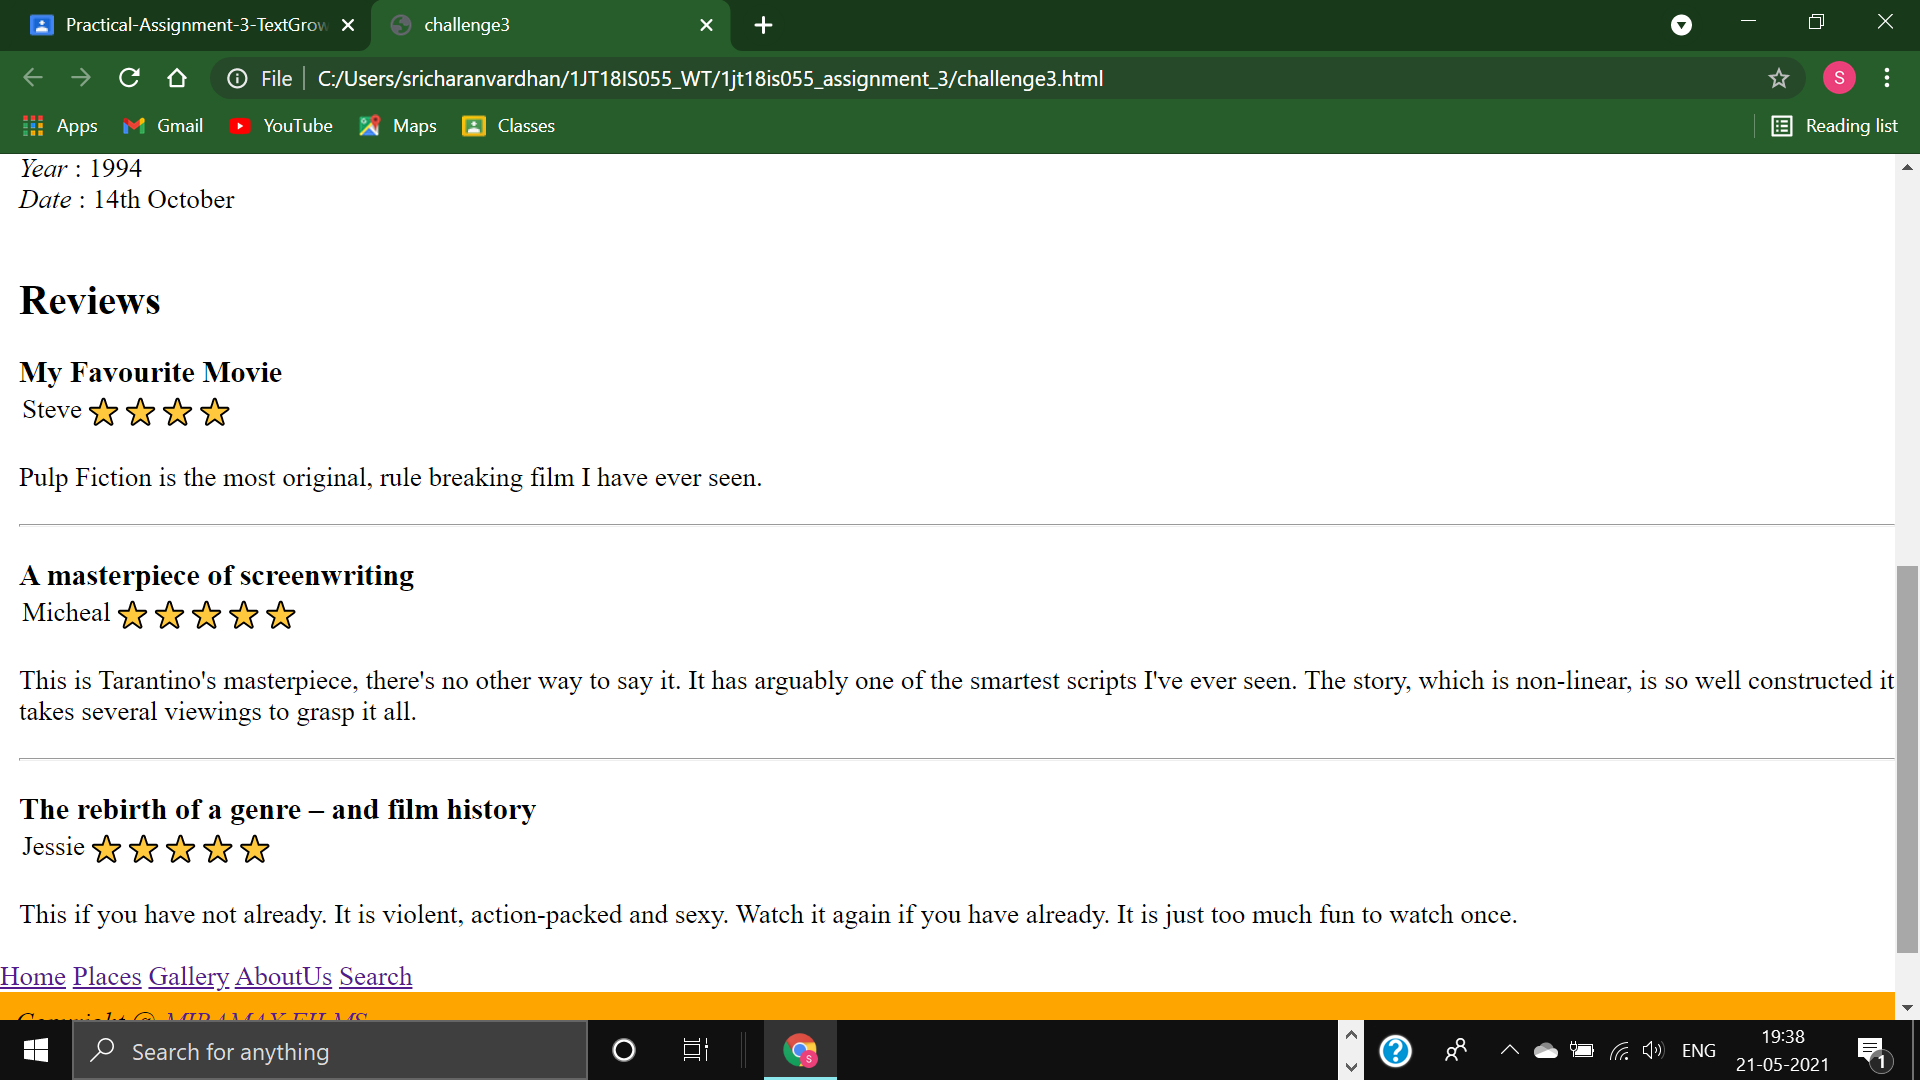 Practical-Assignment-3-TextGrow
challenge3
File
C:/Users/sricharanvardhan/1JT18IS055_WT/1jt18is055_assignment_3/challenge3.html
S
Apps
Gmail
YouTube
Maps
Classes
Reading list
Year : 1994
Date : 14th October
Reviews
My Favourite Movie
Steve
Pulp Fiction is the most original, rule breaking film I have ever seen.
A masterpiece of screenwriting
Micheal
This is Tarantino's masterpiece, there's no other way to say it. It has arguably one of the smartest scripts I've ever seen. The story, which is non-linear, is so well constructed it
takes several viewings to grasp it all.
The rebirth of a genre – and film history
Jessie
This if you have not already. It is violent, action-packed and sexy. Watch it again if you have already. It is just too much fun to watch once.
Home Places Gallery AboutUs Search
Copyright @ MIRAMAX FILMS
Search for anything
S
ENG
19:38
21-05-2021
1